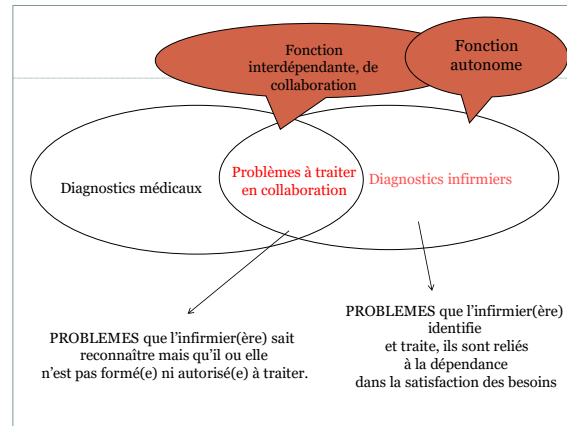 Fonction
interdépendante, de
collaboration
Fonction
autonome
Diagnostics médicaux
Problèmes à traiter
en collaboration
Diagnostics infirmiers
PROBLEMES que l'infirmier(ère) sait
reconnaître mais qu'il ou elle
n'est pas formé(e) ni autorisé(e) à traiter.
PROBLEMES que l'infirmier(ère)
identifie
et traite, ils sont reliés
à la dépendance
dans la satisfaction des besoins